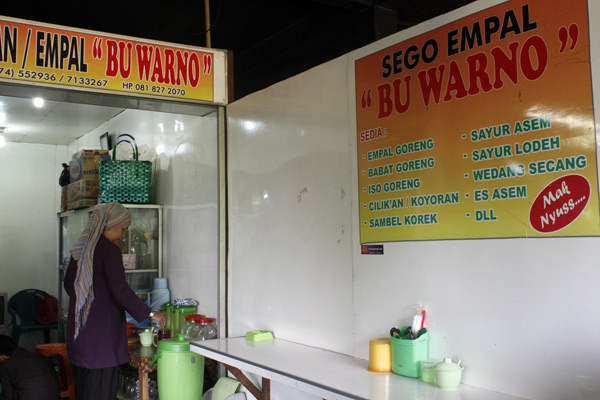 AN / EMPAL "BU WARNO"
74) 552936 / 7133267
HP. 081 827 2070
SEGO EMPAL
"BU WARNO"
SEDIA :
• EMPAL GORENG
• BABAT GORENG
• ISO GORENG
• CILIK'AN / KOYORAN
• SAMBEL KOREK
• SAYUR ASEM
• SAYUR LODEH
• WEDANG SECANG
• ES ASEM
• DLL
Mak
Nyuss....